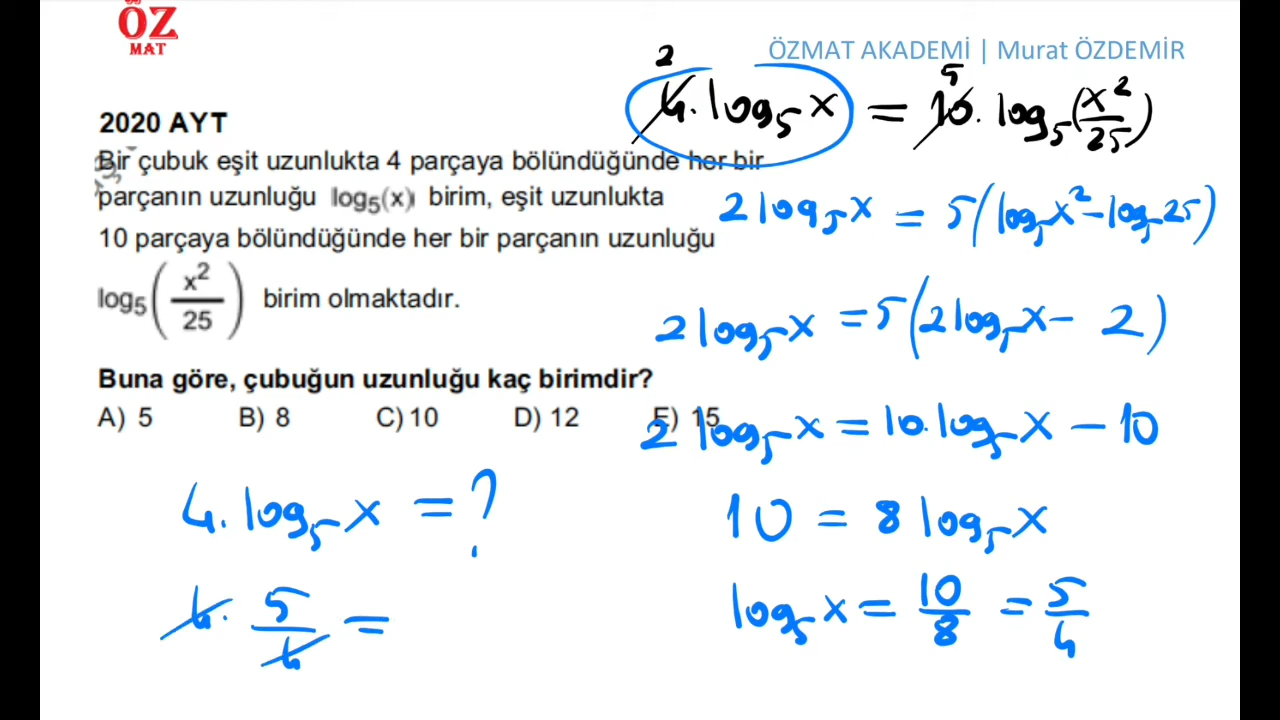 ÖZ
MAT
ÖZMAT AKADEMİ | Murat ÖZDEMİR
2020 AYT
Bir çubuk eşit uzunlukta 4 parçaya bölündüğünde her bir
parçanın uzunluğu log₅(x) birim, eşit uzunlukta
10 parçaya bölündüğünde her bir parçanın uzunluğu
log₅(x²/25) birim olmaktadır.
Buna göre, çubuğun uzunluğu kaç birimdir?
A) 5 B) 8 C) 10 D) 12 E) 15
4. log₅ x = ?
4. 5/4 =
2 5
4. log₅ x = 10. log₅(x²/25)
2 log₅ x = 5(log₅ x² - log₅ 25)
2 log₅ x = 5(2 log₅ x - 2)
2 log₅ x = 10. log₅ x - 10
10 = 8 log₅ x
log₅ x = 10/8 = 5/4